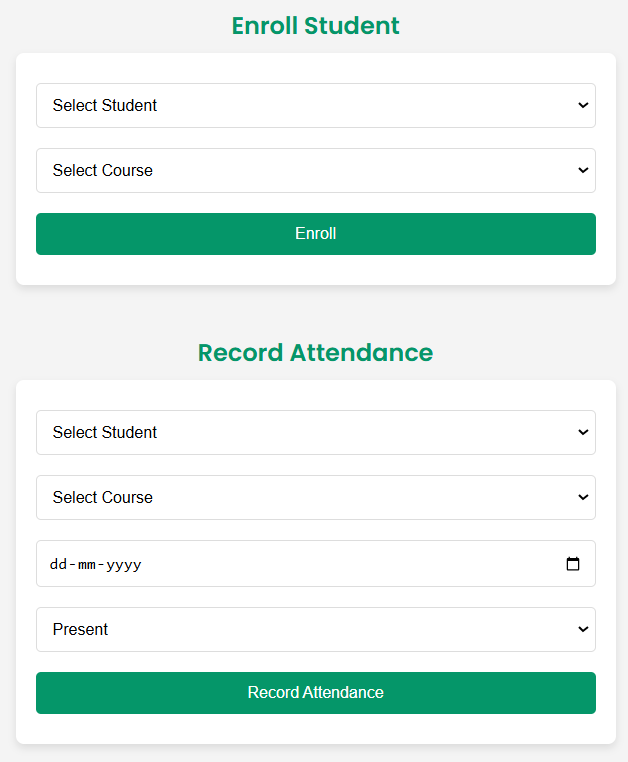 Enroll Student
Select Student
Select Course
Enroll
Record Attendance
Select Student
Select Course
dd-mm-yyyy
Present
Record Attendance